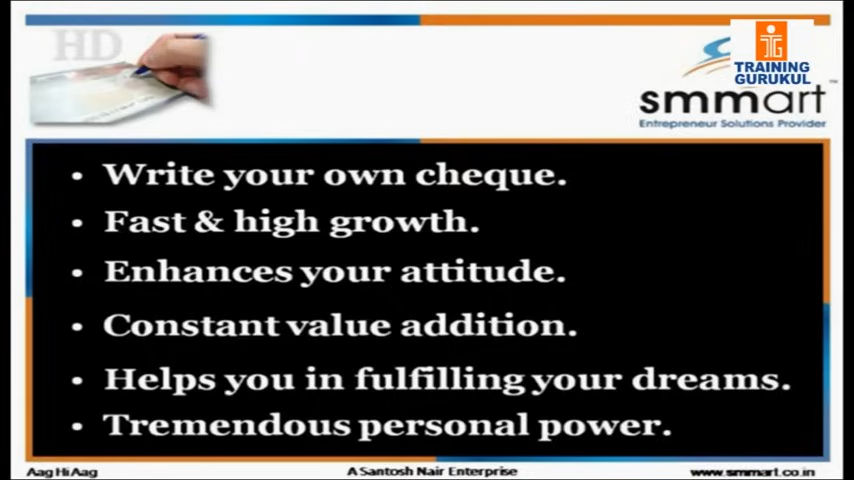 HD
TRAINING
GURUKUL
smmart™
Entrepreneur Solutions Provider
• Write your own cheque.
• Fast & high growth.
• Enhances your attitude.
• Constant value addition.
• Helps you in fulfilling your dreams.
• Tremendous personal power.
Aag Hi Aag
A Santosh Nair Enterprise
www.smmart.co.in